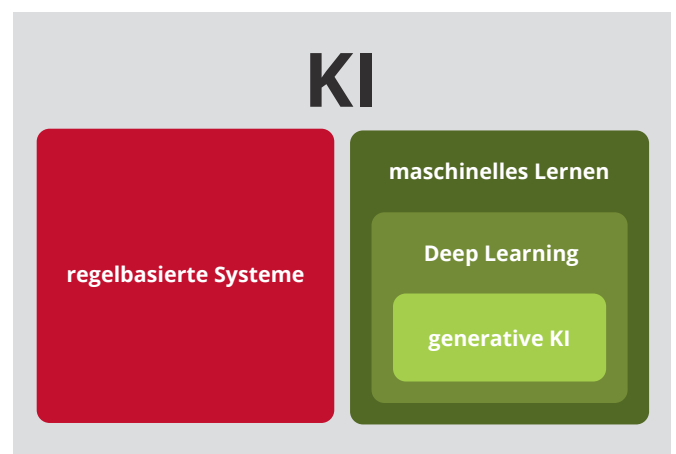 KI
regelbasierte Systeme
maschinelles Lernen
Deep Learning
generative KI